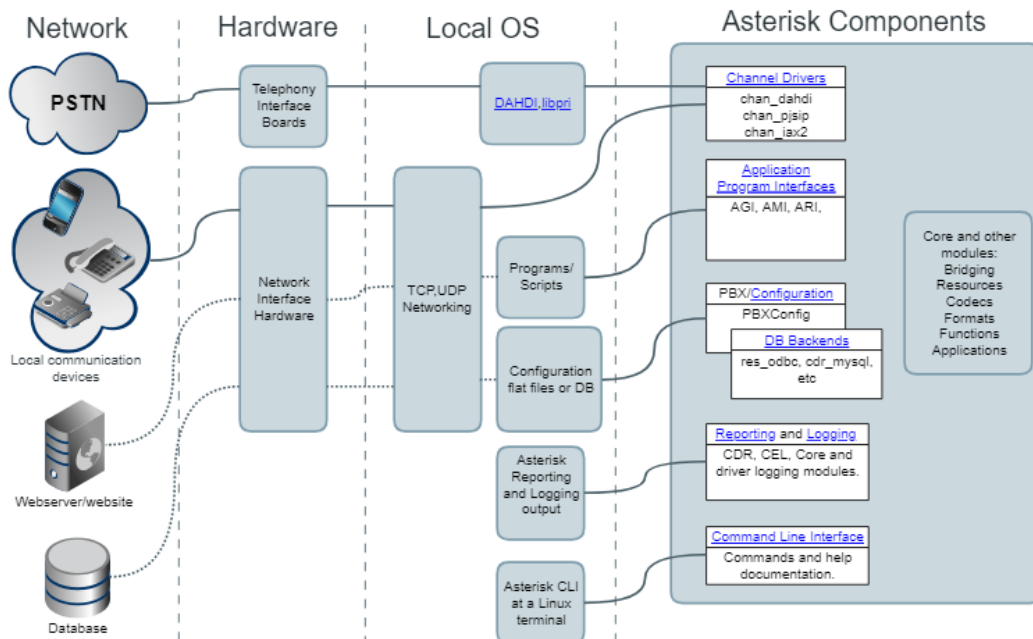 Network
Hardware
Local OS
Asterisk Components
PSTN
Telephony
Interface
Boards
DAHDI,libpri
Channel Drivers
chan_dahdi
chan_pjsip
chan_iax2
Local communication
devices
Network
Interface
Hardware
TCP,UDP
Networking
Programs/
Scripts
Application
Program Interfaces
AGI, AMI, ARI,
Configuration
flat files or DB
PBX/Configuration
PBXConfig
DB Backends
res_odbc, cdr_mysql,
etc
Core and other
modules:
Bridging
Resources
Codecs
Formats
Functions
Applications
Webserver/website
Asterisk
Reporting
and Logging
output
Reporting and Logging
CDR, CEL, Core and
driver logging modules.
Database
Asterisk CLI
at a Linux
terminal
Command Line Interface
Commands and help
documentation.